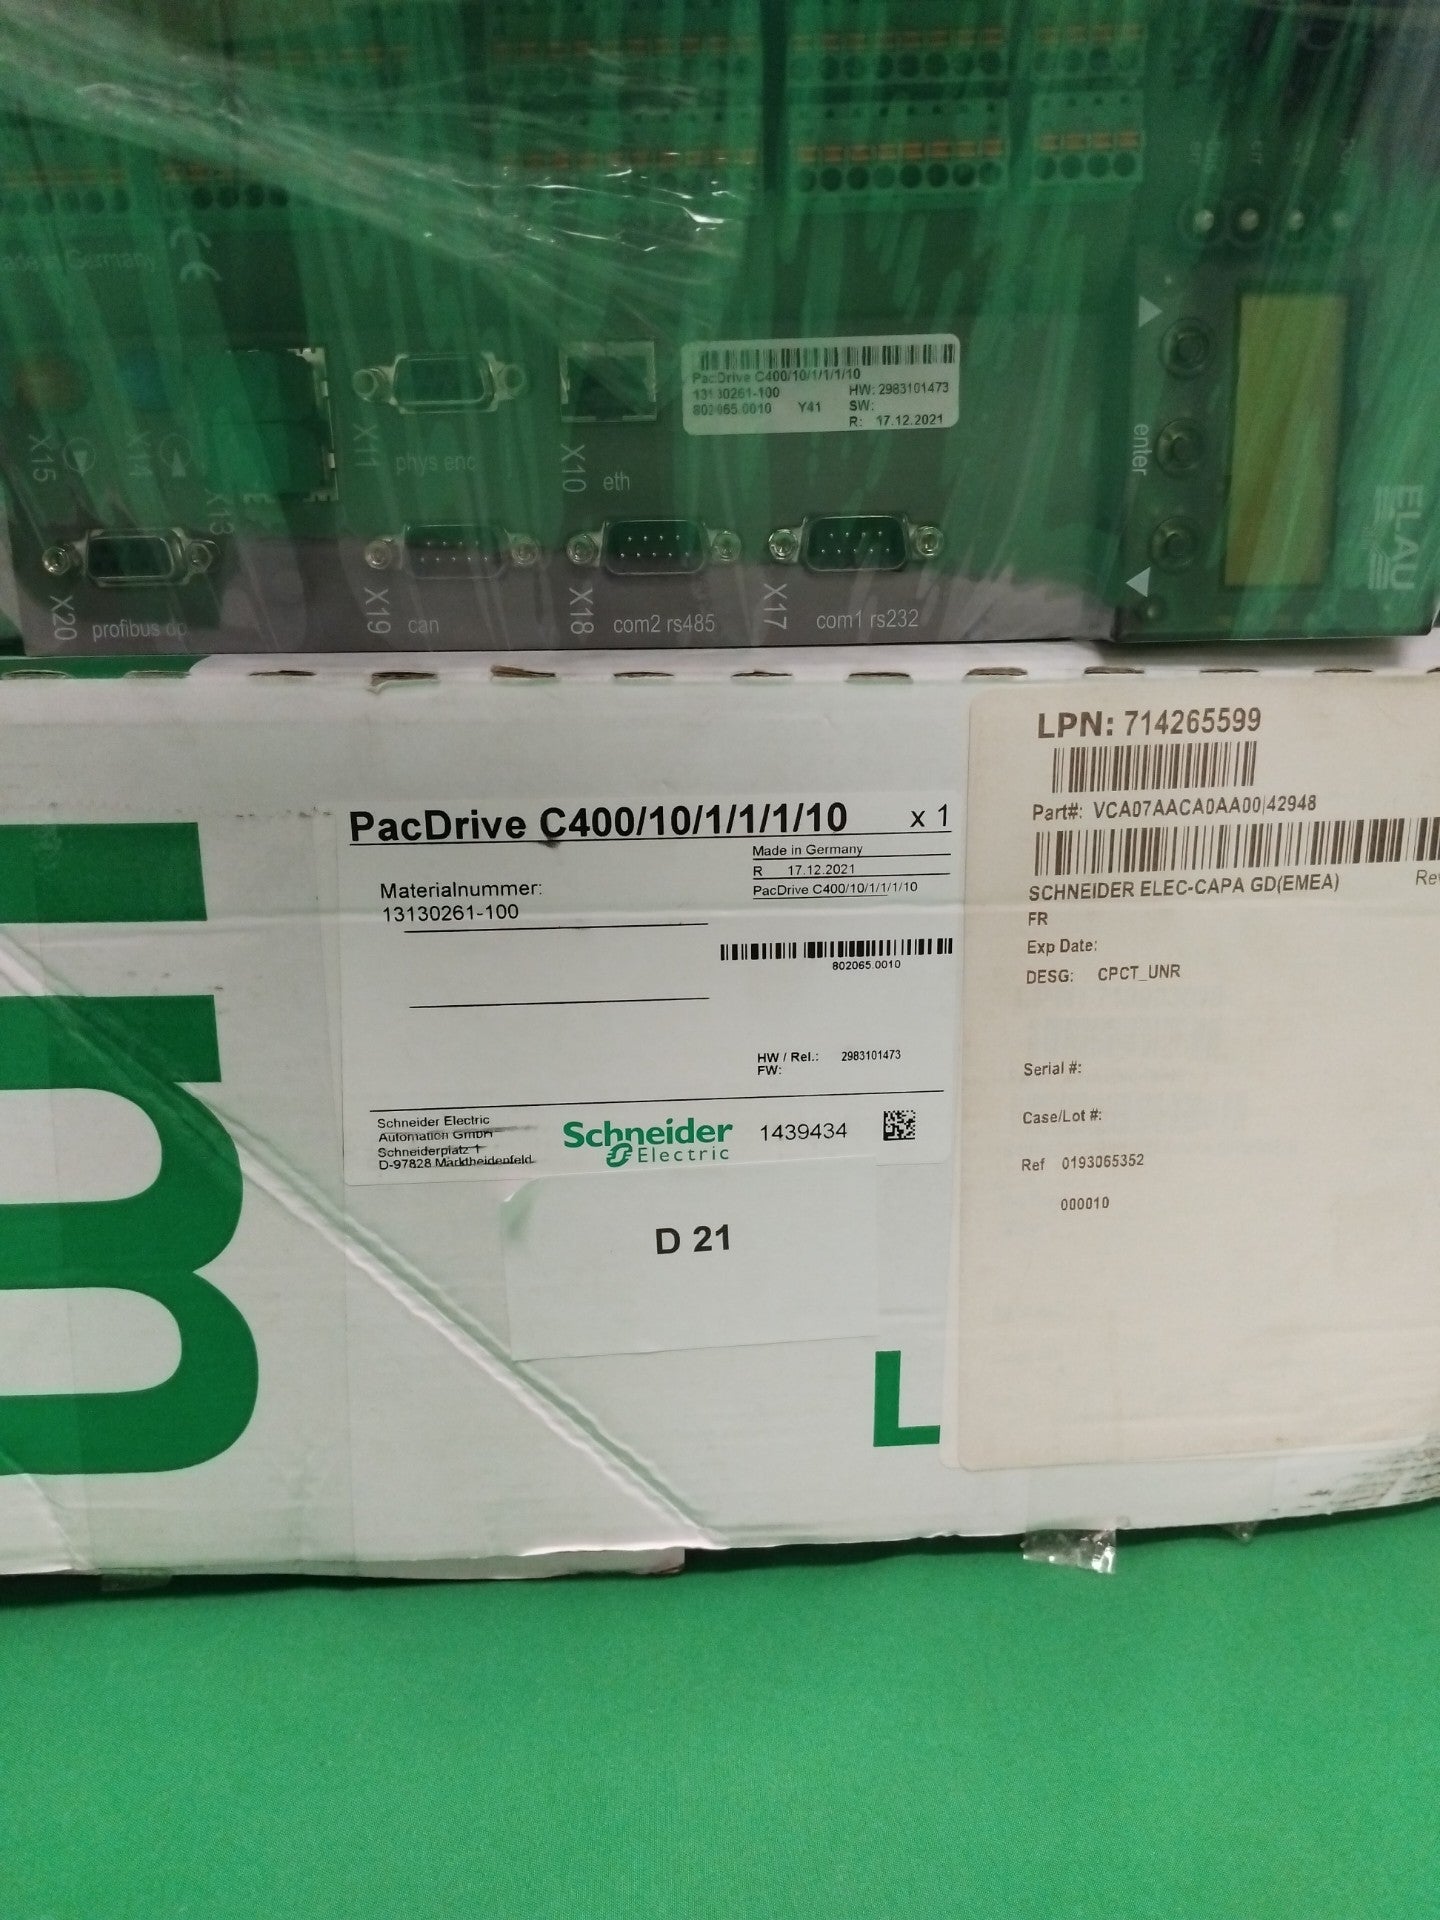 Made in Germany
PacDrive C400/10/1/1/1/10
13130261-100 HW: 2983101473
802065.0010 Y41 SW:
R: 17.12.2021
X15
X14
X13
X11
phys enc
X10
eth
enter
ELAU
X20 profibus dp
X19 can
X18 com2 rs485
X17 com1 rs232
PacDrive C400/10/1/1/1/10 x 1
Made in Germany
R 17.12.2021
PacDrive C400/10/1/1/1/10
Materialnummer:
13130261-100
802065.0010
HW / Rel.: 2983101473
FW:
Schneider Electric
Automation GmbH
Schneiderplatz 1
D-97828 Marktheidenfeld
Schneider
Electric
1439434
D 21
L
LPN: 714265599
Part#: VCA07AACA0AA00|42948
SCHNEIDER ELEC-CAPA GD(EMEA) Rev
FR
Exp Date:
DESG: CPCT_UNR
Serial #:
Case/Lot #:
Ref 0193065352
000010